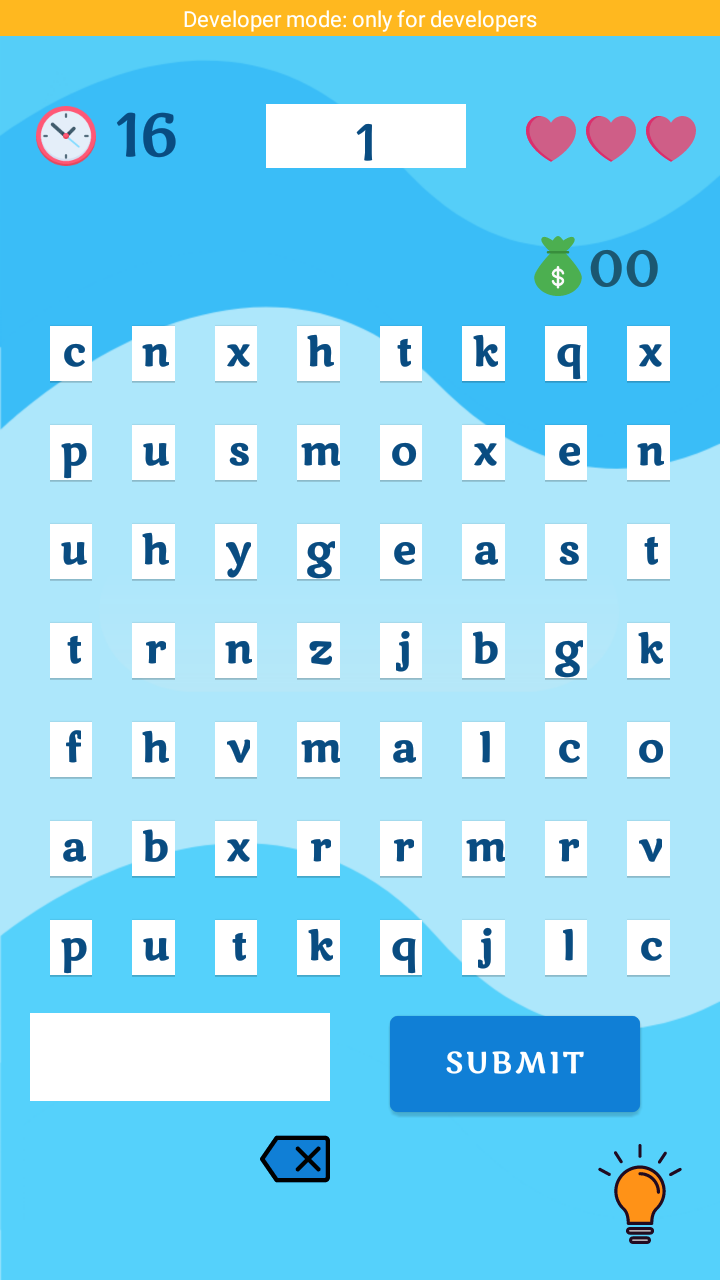 Developer mode: only for developers
16 1
$ 00
c n x h t k q x
p u s m o x e n
u h y g e a s t
t r n z j b g k
f h v m a l c o
a b x r r m r v
p u t k q j l c
SUBMIT